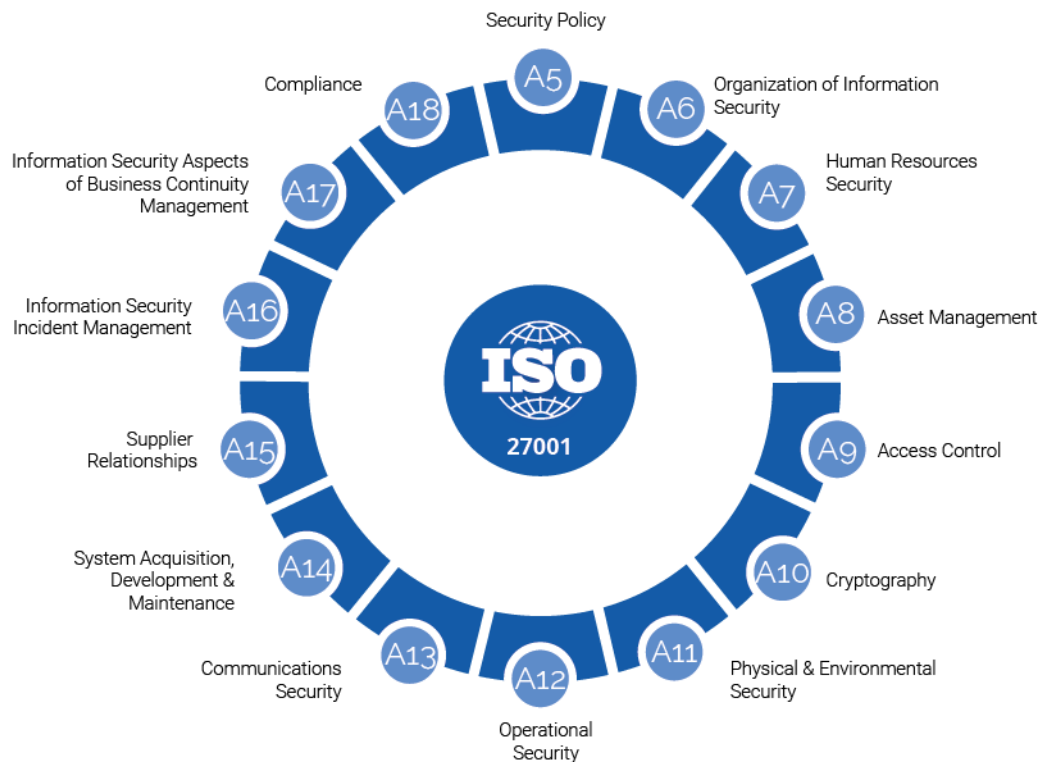 Security Policy
A5
Organization of Information
Security
A6
Human Resources
Security
A7
Asset Management
A8
Access Control
A9
Cryptography
A10
Physical & Environmental
Security
A11
Operational
Security
A12
Communications
Security
A13
System Acquisition,
Development &
Maintenance
A14
Supplier
Relationships
A15
Information Security
Incident Management
A16
Information Security Aspects
of Business Continuity
Management
A17
Compliance
A18
ISO
27001